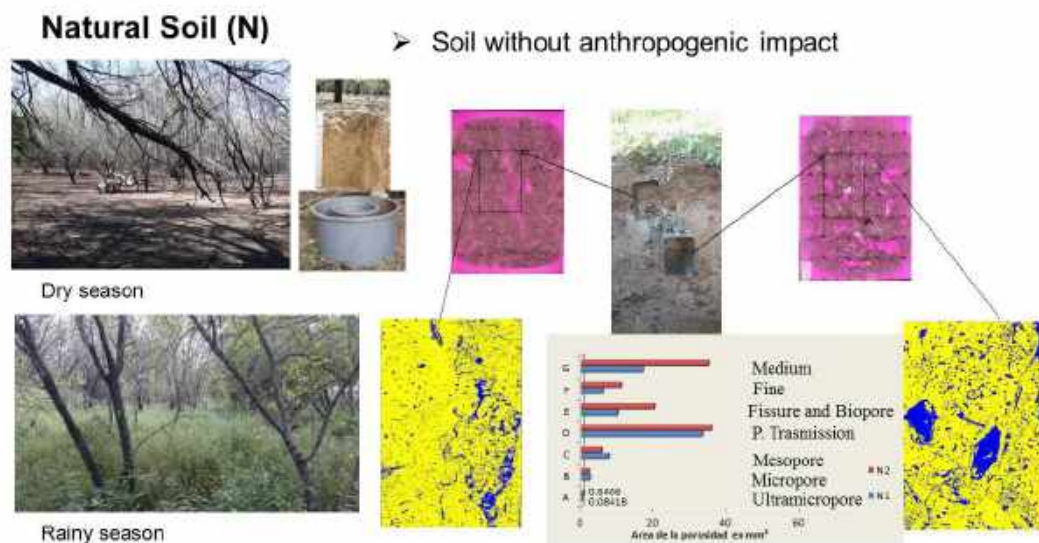 Natural Soil (N)
➤ Soil without anthropogenic impact
Dry season
Rainy season
G
Medium
F
Fine
E
Fissure and Biopore
D
P. Trasmission
C
Mesopore
N2
B
Micropore
A
0.8466
0.08418
Ultramicropore
N1
0 20 40 60
Area de la porosidad en mm²